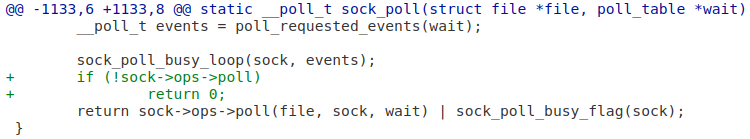 @@ -1133,6 +1133,8 @@ static __poll_t sock_poll(struct file *file, poll_table *wait)
        __poll_t events = poll_requested_events(wait);

        sock_poll_busy_loop(sock, events);
+       if (!sock->ops->poll)
+               return 0;
        return sock->ops->poll(file, sock, wait) | sock_poll_busy_flag(sock);
 }